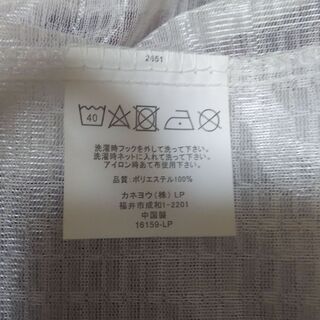 2651
40
洗濯時フックを外して洗って下さい。
洗濯時ネットに入れて洗って下さい。
アイロン時あて布使用して下さい。
品質:ポリエステル100%
カネヨウ(株) LP
福井市成和1-2201
中国製
16159-LP